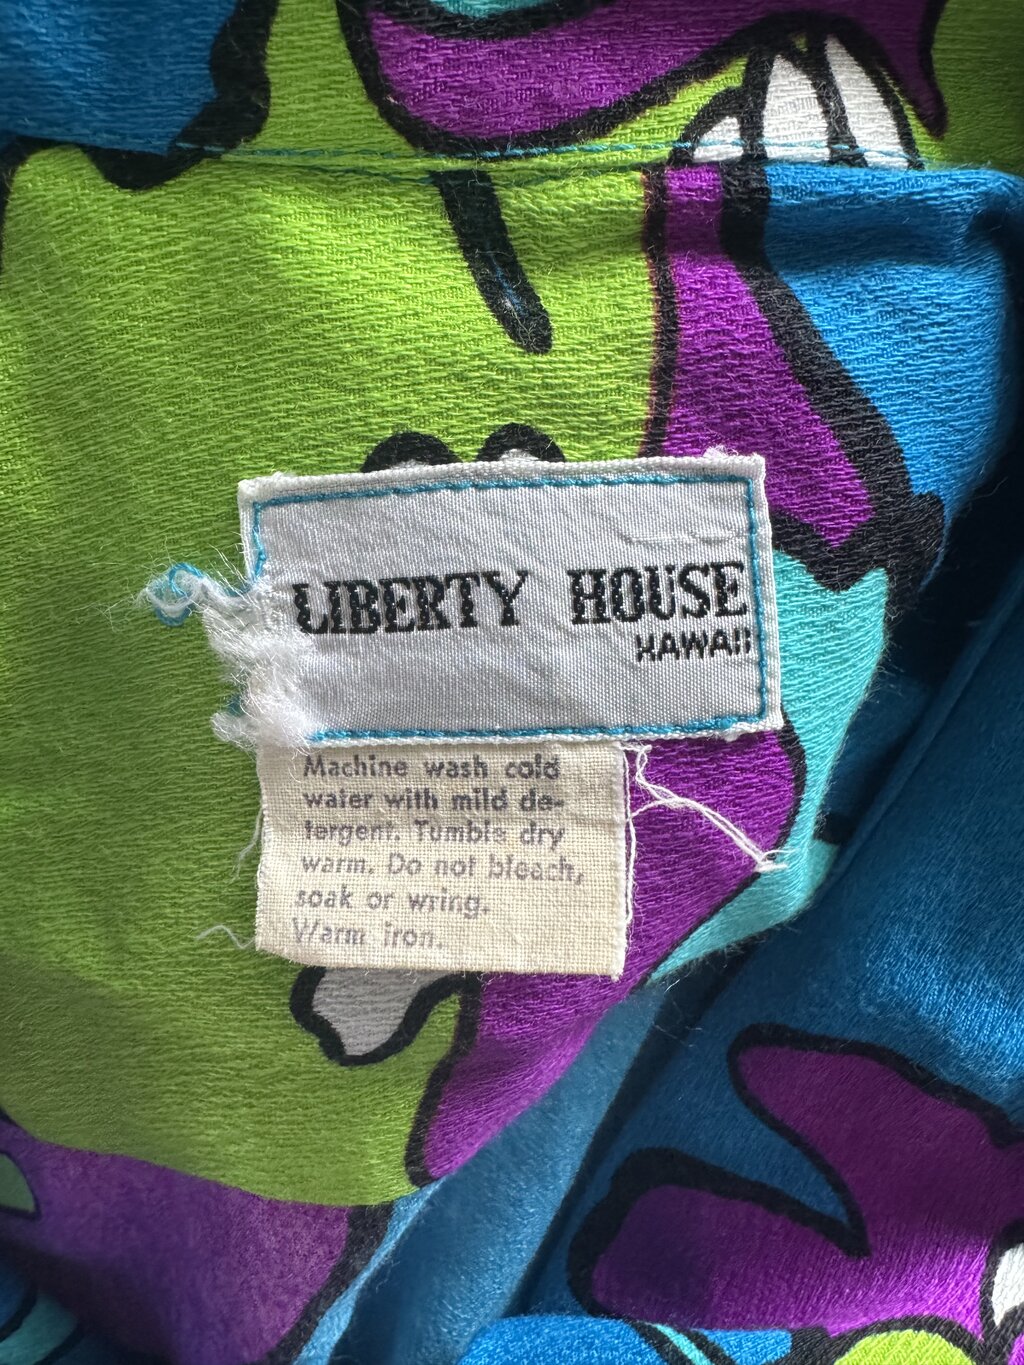 LIBERTY HOUSE
HAWAII
Machine wash cold
water with mild de-
tergent. Tumble dry
warm. Do not bleach,
soak or wring.
Warm iron.